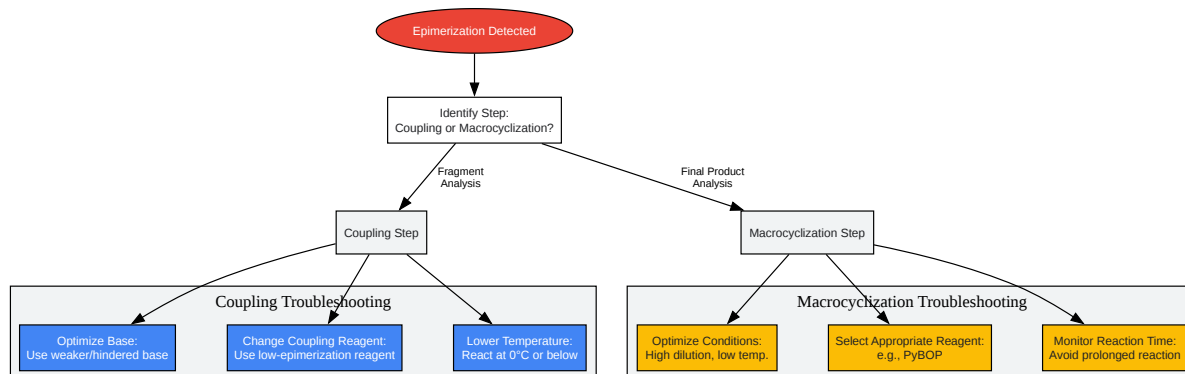 Epimerization Detected
Identify Step:
Coupling or Macrocyclization?
Fragment
Analysis
Final Product
Analysis
Coupling Step
Macrocyclization Step
Coupling Troubleshooting
Optimize Base:
Use weaker/hindered base
Change Coupling Reagent:
Use low-epimerization reagent
Lower Temperature:
React at 0°C or below
Macrocyclization Troubleshooting
Optimize Conditions:
High dilution, low temp.
Select Appropriate Reagent:
e.g., PyBOP
Monitor Reaction Time:
Avoid prolonged reaction